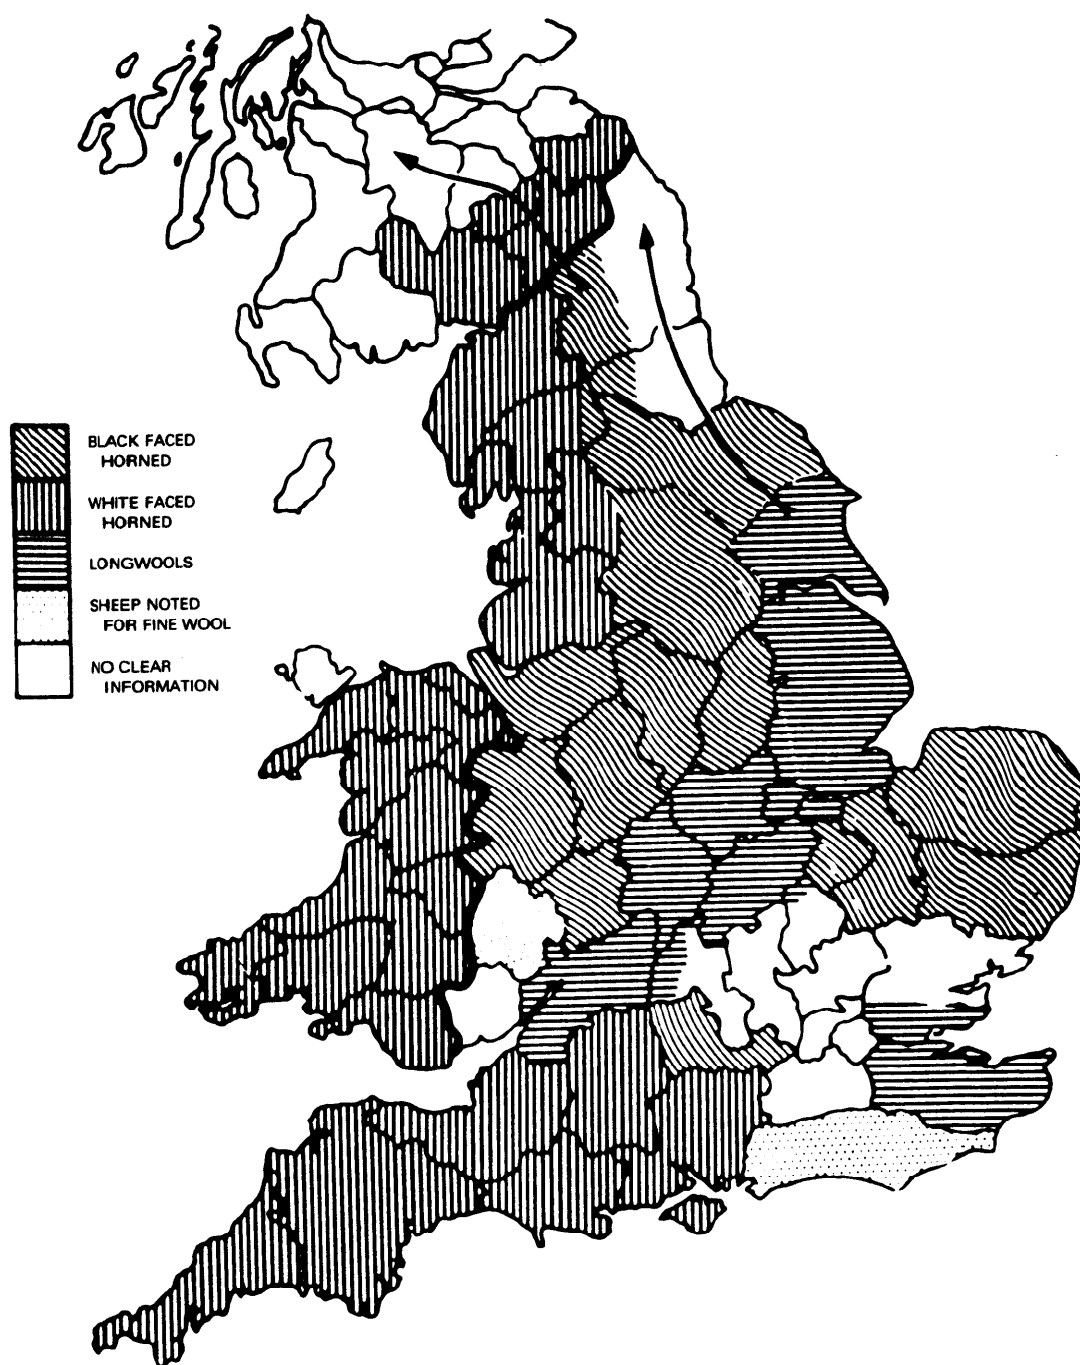 BLACK FACED
HORNED
WHITE FACED
HORNED
LONGWOOLS
SHEEP NOTED
FOR FINE WOOL
NO CLEAR
INFORMATION